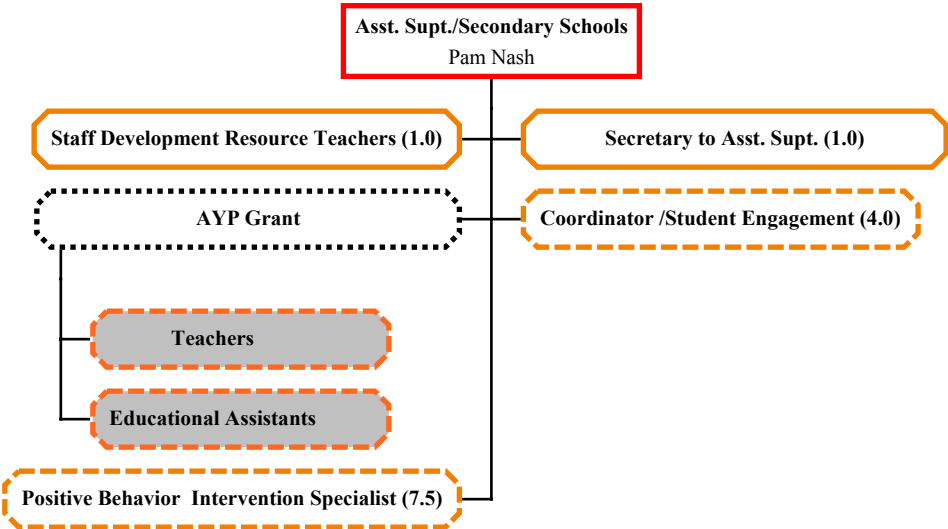 Asst. Supt./Secondary Schools
Pam Nash
Staff Development Resource Teachers (1.0)
Secretary to Asst. Supt. (1.0)
AYP Grant
Coordinator /Student Engagement (4.0)
Teachers
Educational Assistants
Positive Behavior  Intervention Specialist (7.5)